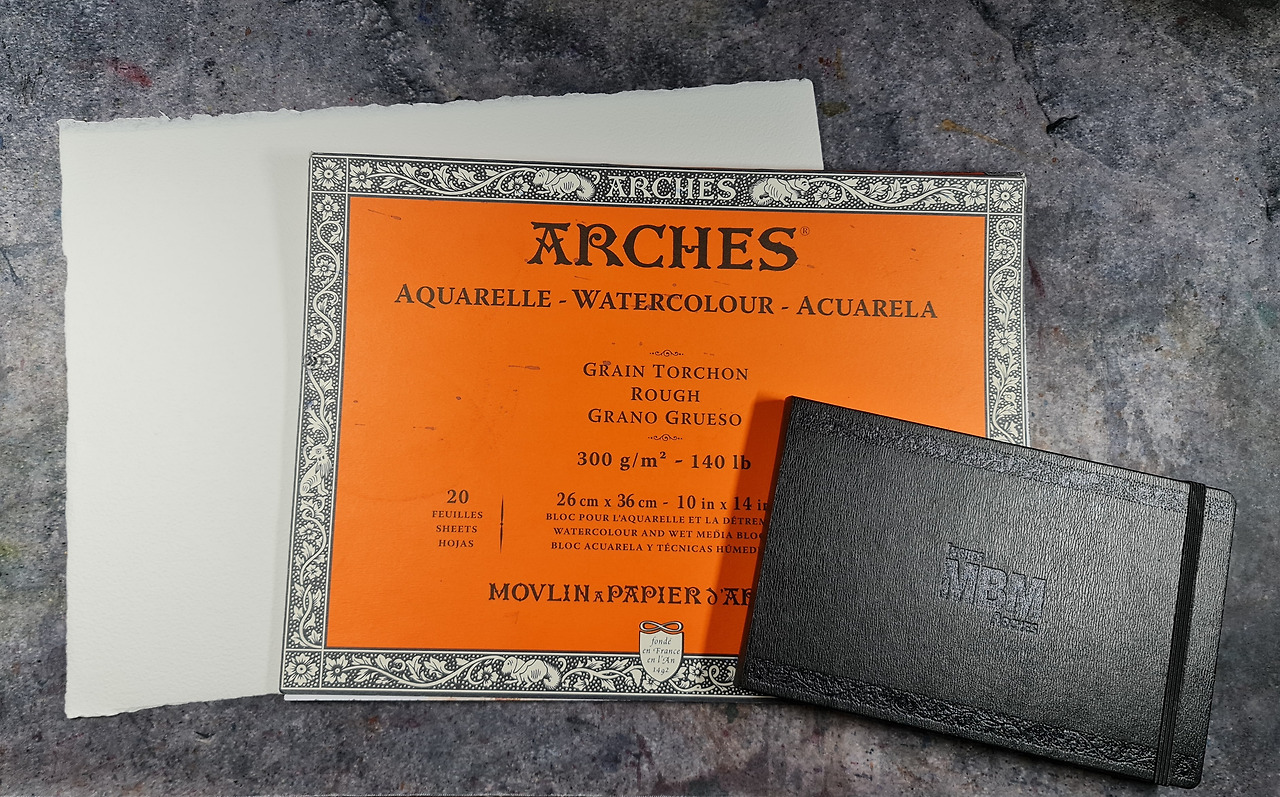 ARCHES
ARCHES®
AQUARELLE - WATERCOLOUR - ACUARELA
GRAIN TORCHON
ROUGH
GRANO GRUESO
300 g/m² - 140 lb
20
FEUILLES
SHEETS
HOJAS
26 cm x 36 cm - 10 in x 14 in
BLOC POUR L'AQUARELLE ET LA DÉTREM
WATERCOLOUR AND WET MEDIA BLOC
BLOC ACUARELA Y TÉCNICAS HÚMED
MOVLIN A PAPIER d'AR
fondé
en France
en l'An
1492
MBM